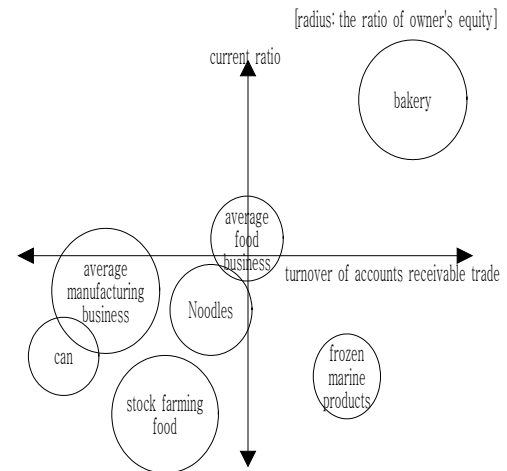 [radius: the ratio of owner's equity]
current ratio
bakery
average
food
business
turnover of accounts receivable trade
average
manufacturing
business
Noodles
can
frozen
marine
products
stock farming
food